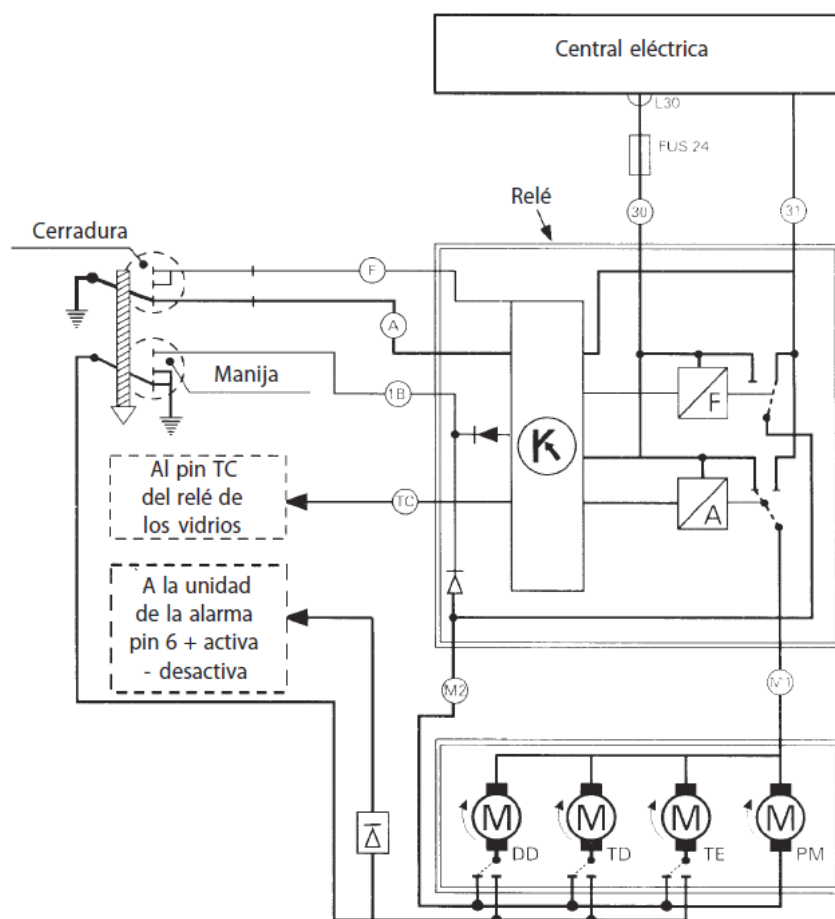 Central eléctrica
L30
FUS 24
Relé
30
31
Cerradura
F
A
Manija
1B
F
K
Al pin TC
del relé de
los vidrios
TC
A
A la unidad
de la alarma
pin 6 + activa
- desactiva
M2
M1
M
M
M
M
DD
TD
TE
PM